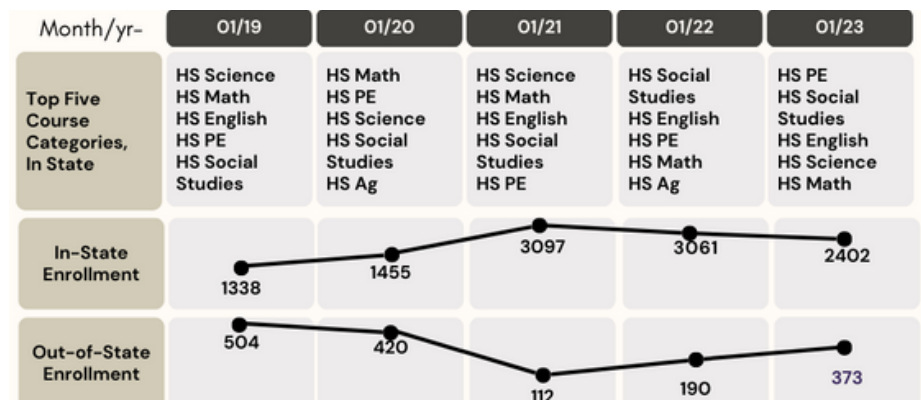 Month/yr-
01/19
01/20
01/21
01/22
01/23
Top Five
Course
Categories,
In State
HS Science
HS Math
HS English
HS PE
HS Social
Studies
HS Math
HS PE
HS Science
HS Social
Studies
HS Ag
HS Science
HS Math
HS English
HS Social
Studies
HS PE
HS Social
Studies
HS English
HS PE
HS Math
HS Ag
HS PE
HS Social
Studies
HS English
HS Science
HS Math
In-State
Enrollment
1338
1455
3097
3061
2402
Out-of-State
Enrollment
504
420
112
190
373